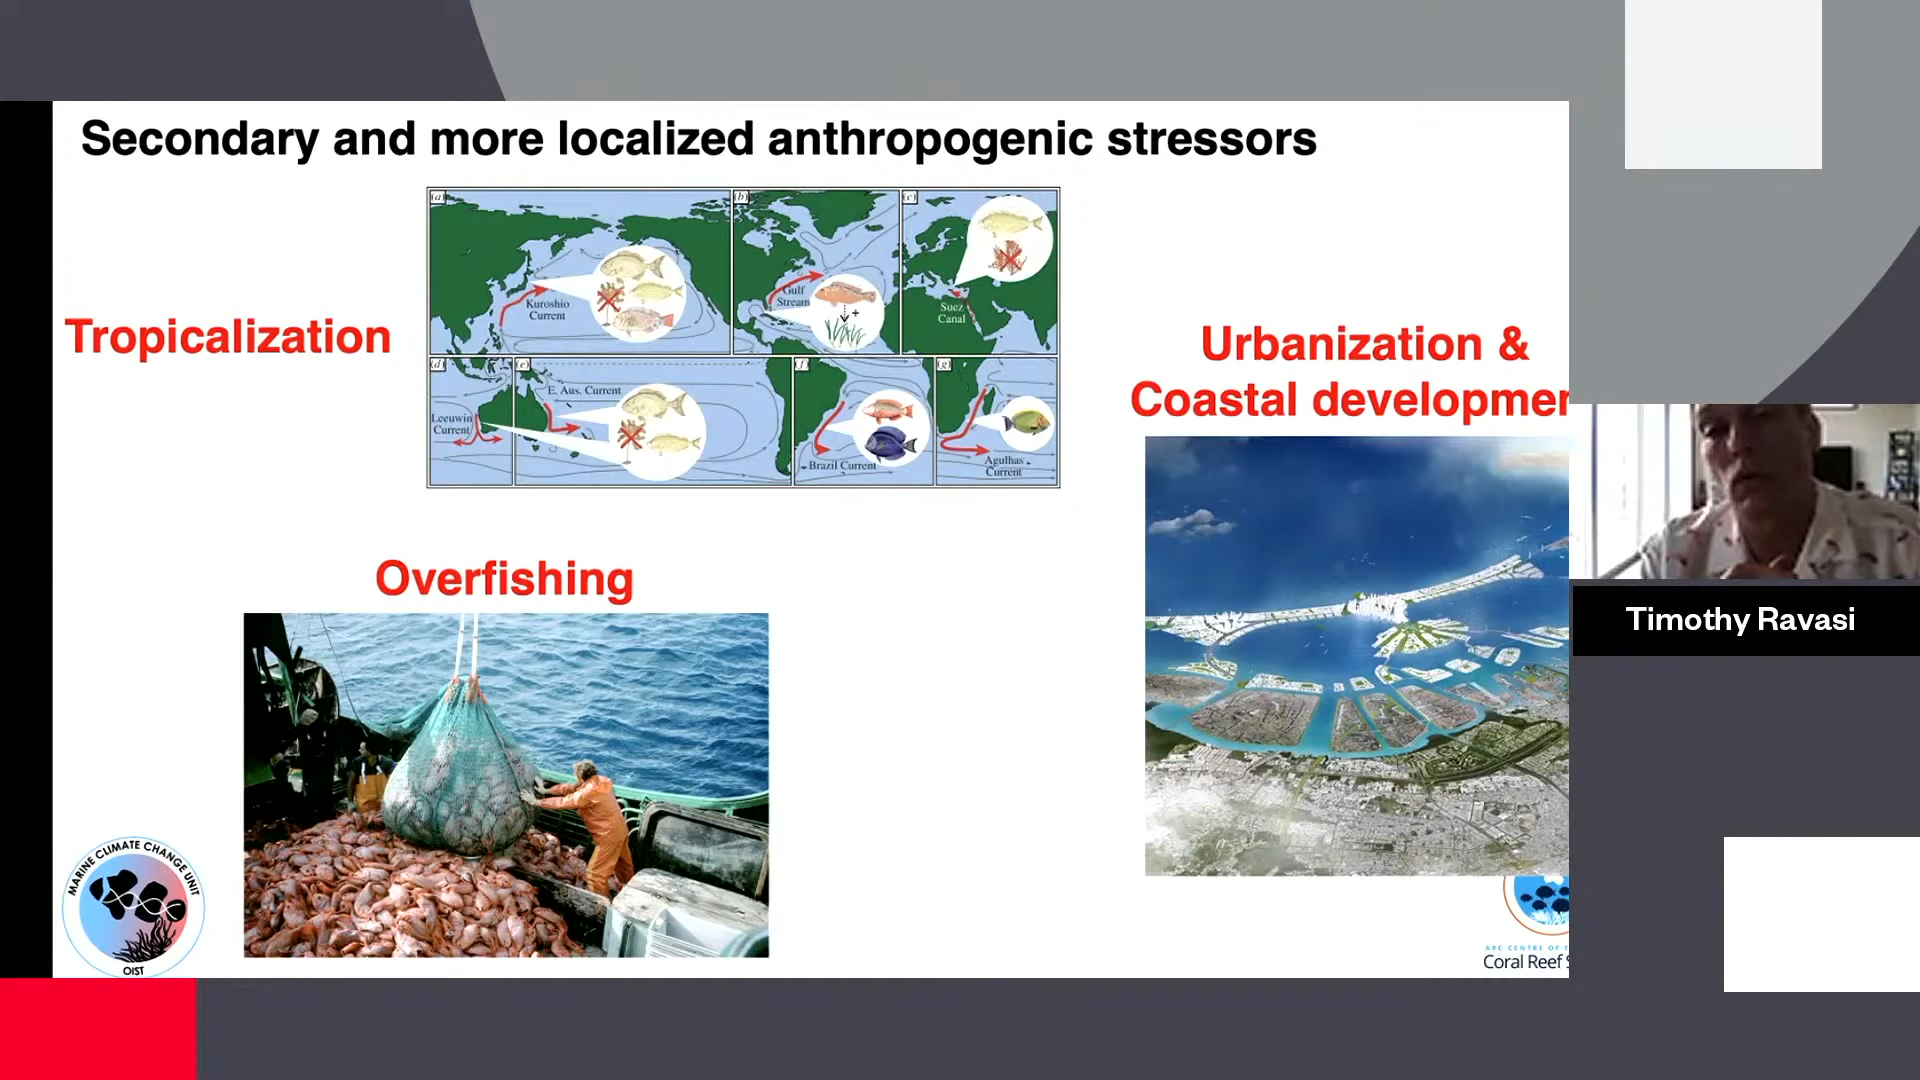 Secondary and more localized anthropogenic stressors
Tropicalization
(a)
(b)
(c)
Kuroshio
Current
Gulf
Stream
Suez
Canal
(d)
(e)
(f)
(g)
E. Aus. Current
Leeuwin
Current
Brazil Current
Agulhas
Current
Urbanization &
Coastal developmen
Overfishing
Timothy Ravasi
MARINE CLIMATE CHANGE UNIT
OIST
ARC CENTRE OF E
Coral Reef S